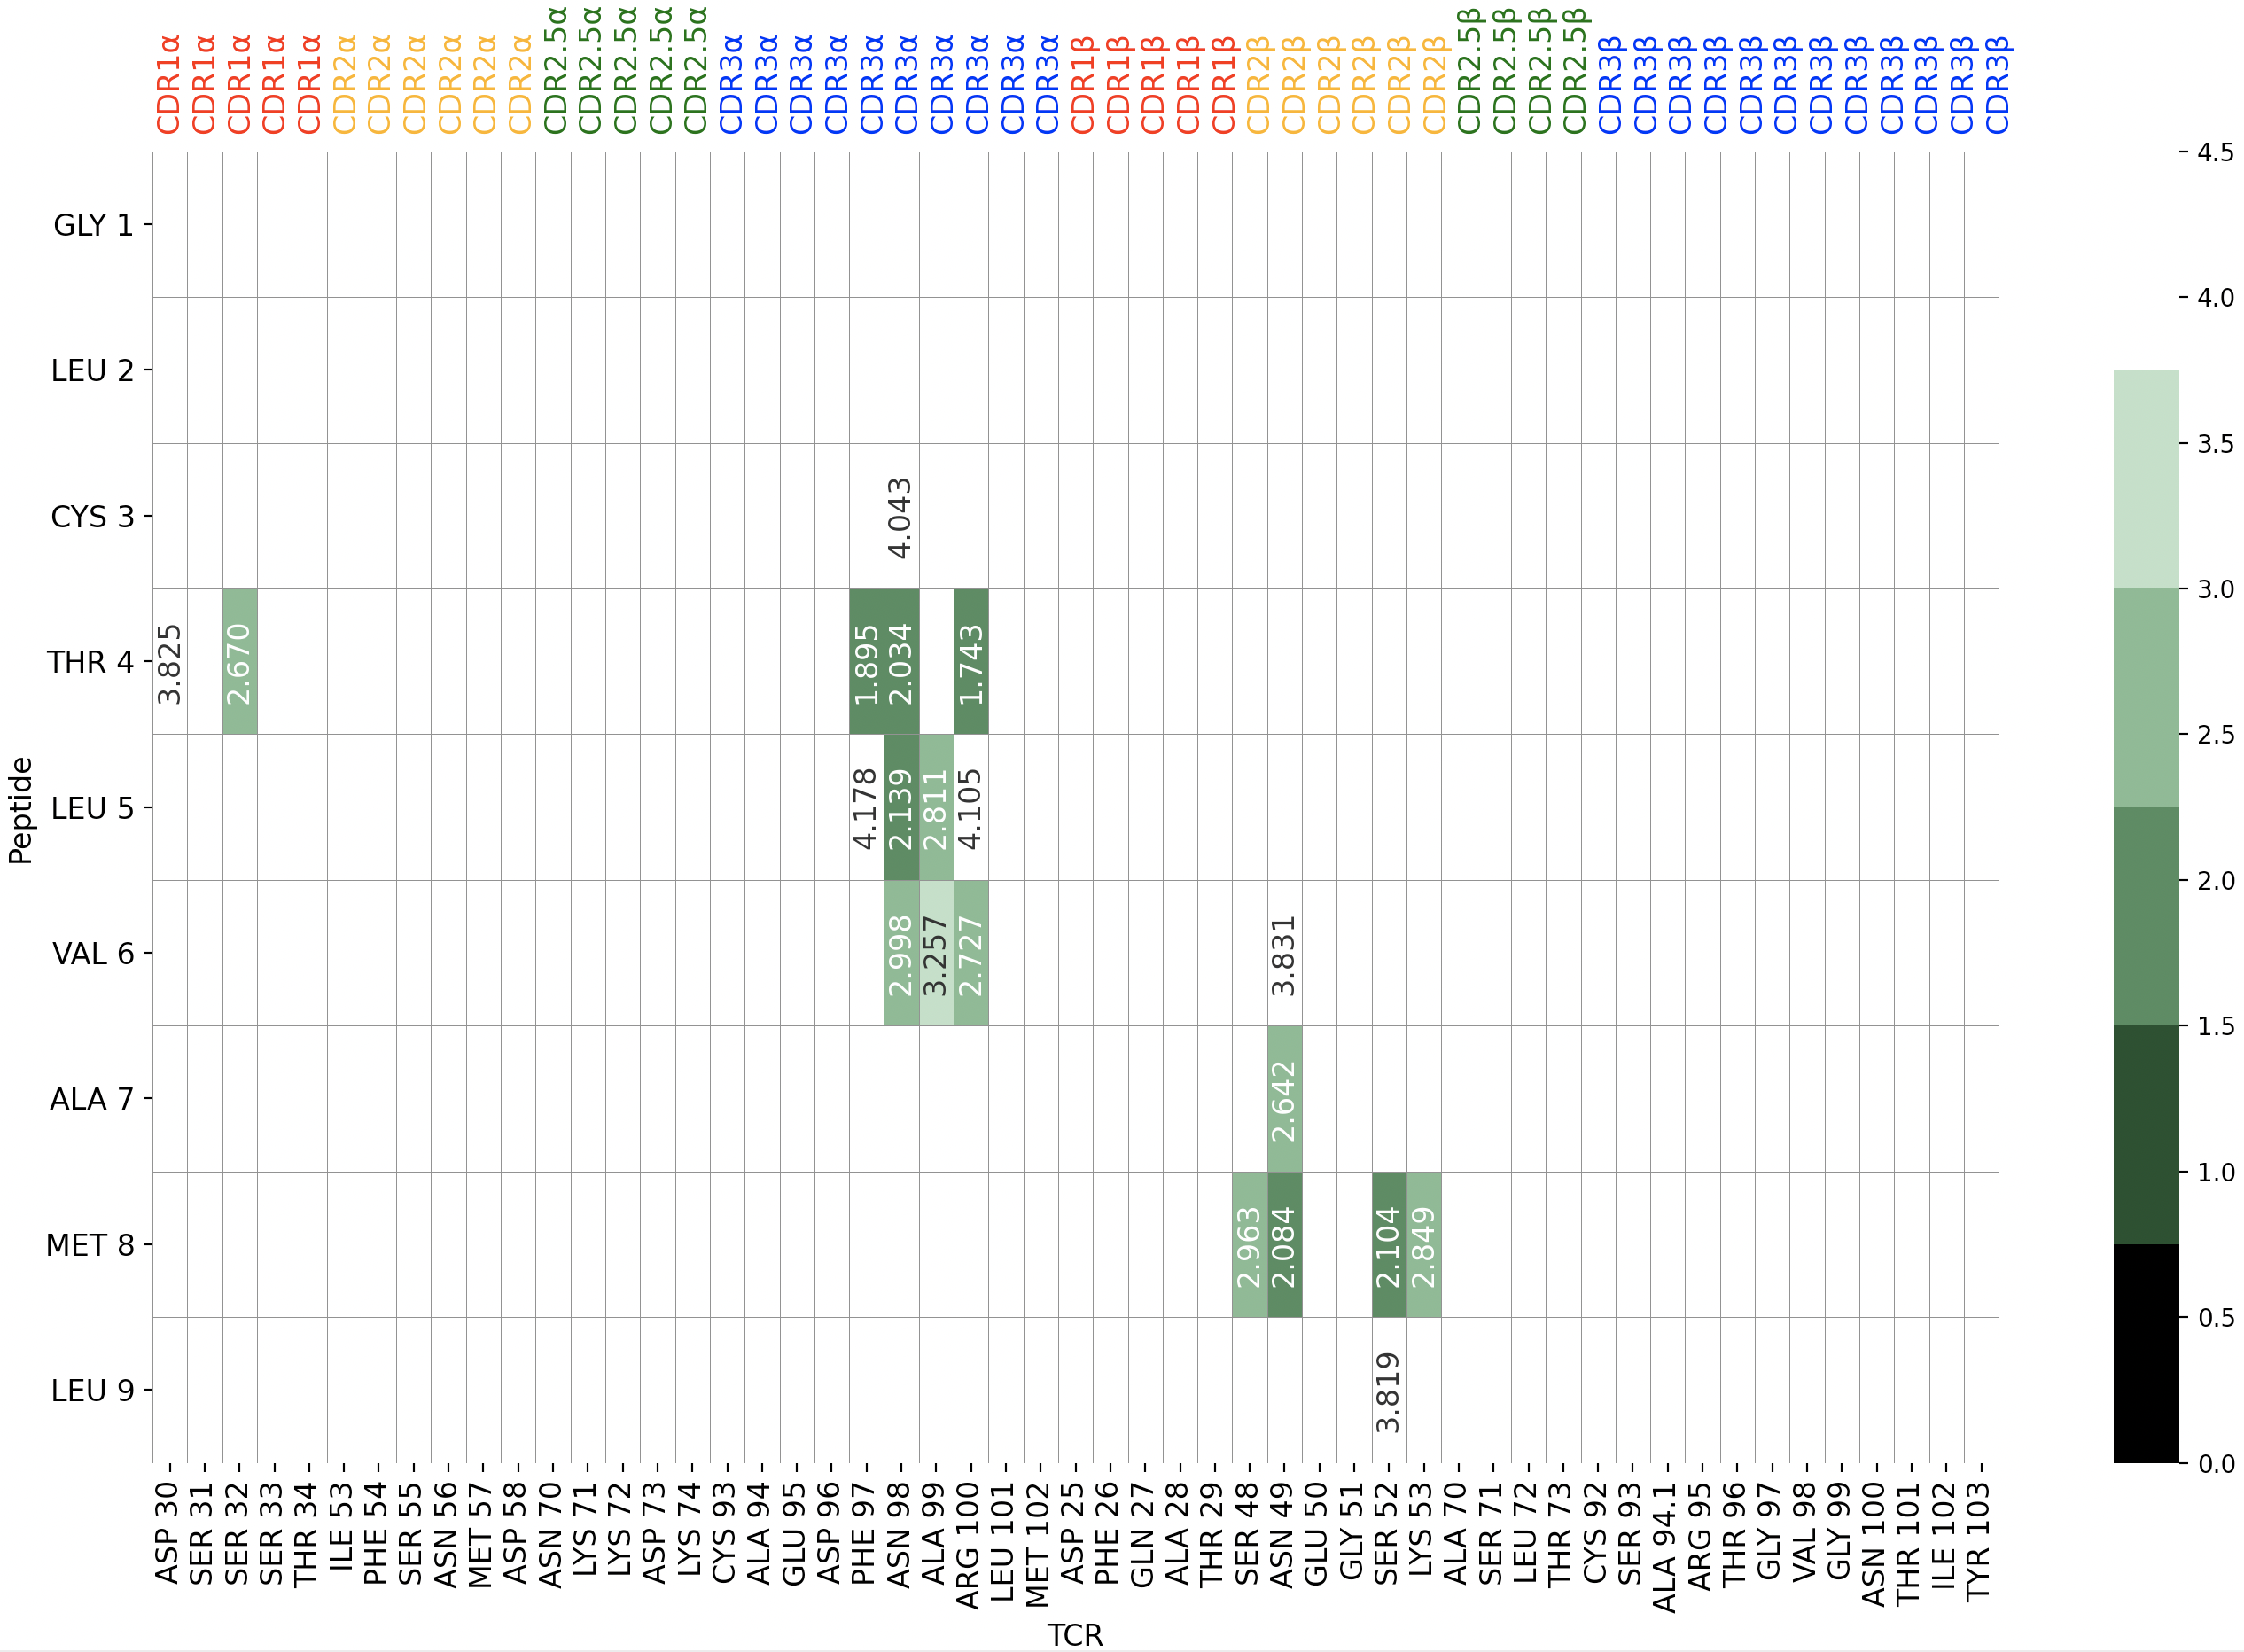 CDR1α CDR1α CDR1α CDR1α CDR1α CDR2α CDR2α CDR2α CDR2α CDR2α CDR2α CDR2.5α CDR2.5α CDR2.5α CDR2.5α CDR2.5α CDR3α CDR3α CDR3α CDR3α CDR3α CDR3α CDR3α CDR3α CDR3α CDR3α CDR1β CDR1β CDR1β CDR1β CDR1β CDR2β CDR2β CDR2β CDR2β CDR2β CDR2β CDR2.5β CDR2.5β CDR2.5β CDR2.5β CDR3β CDR3β CDR3β CDR3β CDR3β CDR3β CDR3β CDR3β CDR3β CDR3β CDR3β CDR3β
Peptide
GLY 1
LEU 2
CYS 3 4.043
THR 4 3.825 2.670 1.895 2.034 1.743
LEU 5 4.178 2.139 2.811 4.105
VAL 6 2.998 3.257 2.727 3.831
ALA 7 2.642
MET 8 2.963 2.084 2.104 2.849
LEU 9 3.819
ASP 30 SER 31 SER 32 SER 33 THR 34 ILE 53 PHE 54 SER 55 ASN 56 MET 57 ASP 58 ASN 70 LYS 71 LYS 72 ASP 73 LYS 74 CYS 93 ALA 94 GLU 95 ASP 96 PHE 97 ASN 98 ALA 99 ARG 100 LEU 101 MET 102 ASP 25 PHE 26 GLN 27 ALA 28 THR 29 SER 48 ASN 49 GLU 50 GLY 51 SER 52 LYS 53 ALA 70 SER 71 LEU 72 THR 73 CYS 92 SER 93 ALA 94.1 ARG 95 THR 96 GLY 97 VAL 98 GLY 99 ASN 100 THR 101 ILE 102 TYR 103
TCR
4.5
4.0
3.5
3.0
2.5
2.0
1.5
1.0
0.5
0.0